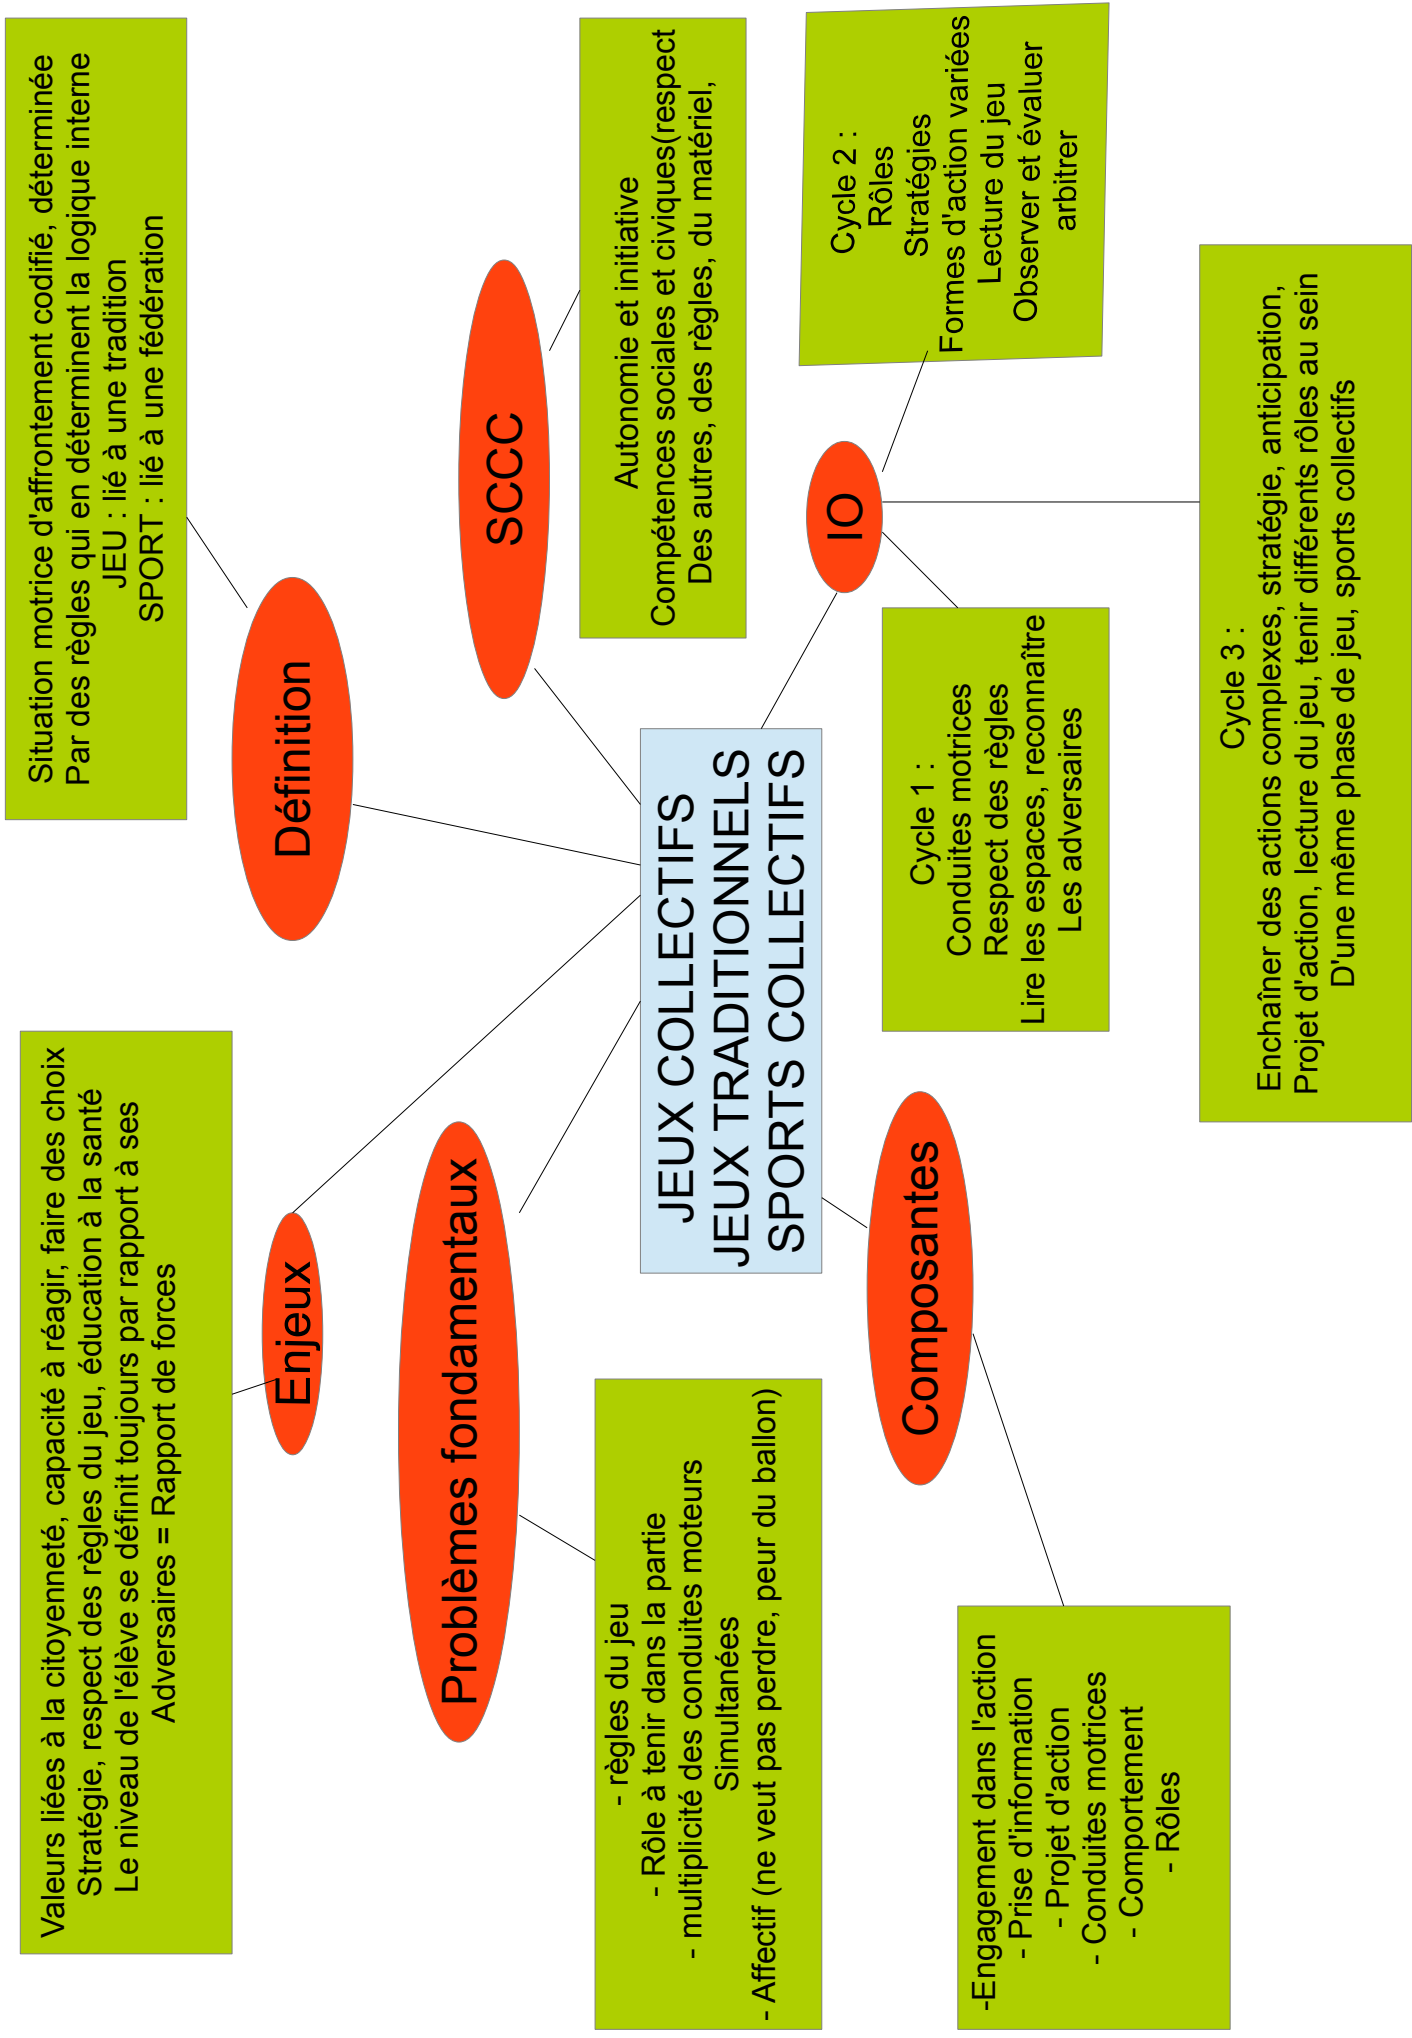 Valeurs liées à la citoyenneté, capacité à réagir, faire des choix
Stratégie, respect des règles du jeu, éducation à la santé
Le niveau de l'élève se définit toujours par rapport à ses
Adversaires = Rapport de forces
Situation motrice d'affrontement codifié, déterminée
Par des règles qui en déterminent la logique interne
JEU : lié à une tradition
SPORT : lié à une fédération
Enjeux
Définition
Problèmes fondamentaux
SCCC
- règles du jeu
- Rôle à tenir dans la partie
- multiplicité des conduites moteurs
Simultanées
- Affectif (ne veut pas perdre, peur du ballon)
JEUX COLLECTIFS
JEUX TRADITIONNELS
SPORTS COLLECTIFS
Autonomie et initiative
Compétences sociales et civiques(respect
Des autres, des règles, du matériel,
Composantes
IO
-Engagement dans l'action
- Prise d'information
- Projet d'action
- Conduites motrices
- Comportement
- Rôles
Cycle 1 :
Conduites motrices
Respect des règles
Lire les espaces, reconnaître
Les adversaires
Cycle 2 :
Rôles
Stratégies
Formes d'action variées
Lecture du jeu
Observer et évaluer
arbitrer
Cycle 3 :
Enchaîner des actions complexes, stratégie, anticipation,
Projet d'action, lecture du jeu, tenir différents rôles au sein
D'une même phase de jeu, sports collectifs